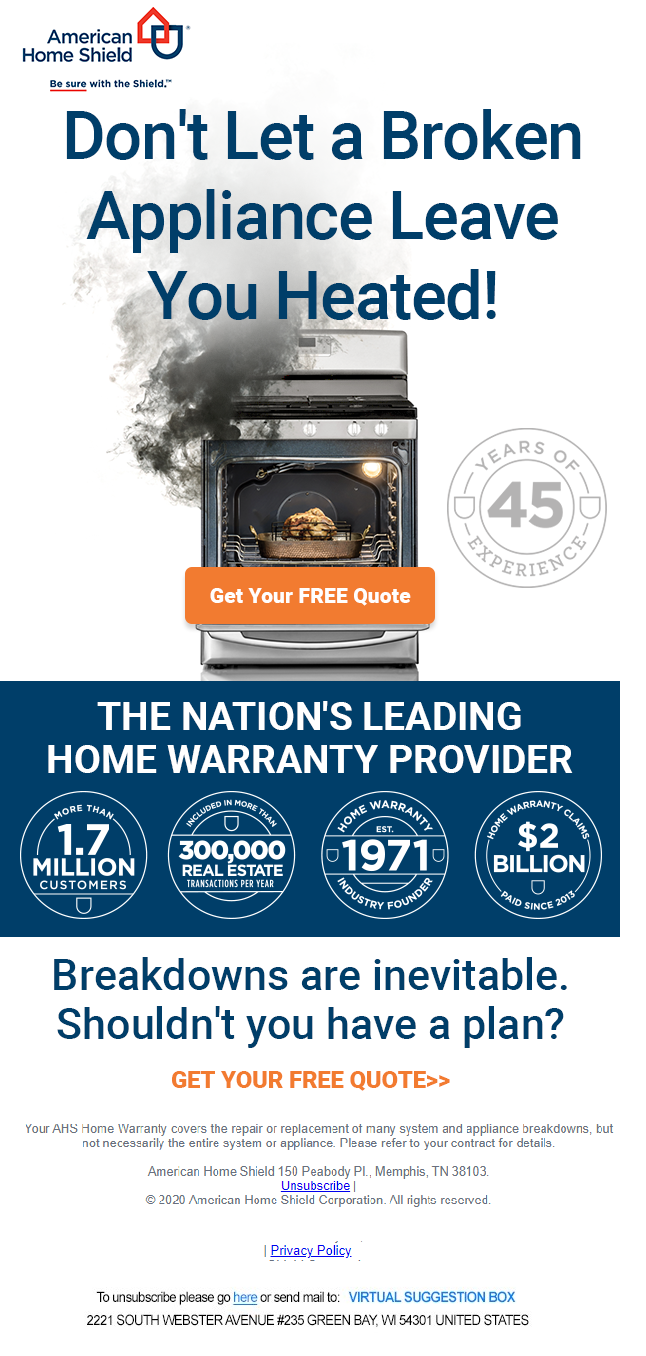 American
Home Shield
®
Be sure with the Shield.™
Don't Let a Broken
Appliance Leave
You Heated!
YEARS OF
45
EXPERIENCE
Get Your FREE Quote
THE NATION'S LEADING
HOME WARRANTY PROVIDER
MORE THAN
1.7
MILLION
CUSTOMERS
INCLUDED IN MORE THAN
300,000
REAL ESTATE
TRANSACTIONS PER YEAR
HOME WARRANTY
EST.
1971
INDUSTRY FOUNDER
HOME WARRANTY CLAIMS
$2
BILLION
PAID SINCE 2013
Breakdowns are inevitable.
Shouldn't you have a plan?
GET YOUR FREE QUOTE>>
Your AHS Home Warranty covers the repair or replacement of many system and appliance breakdowns, but
not necessarily the entire system or appliance. Please refer to your contract for details.
American Home Shield 150 Peabody Pl., Memphis, TN 38103.
Unsubscribe |
© 2020 American Home Shield Corporation. All rights reserved.
| Privacy Policy
To unsubscribe please go here or send mail to: VIRTUAL SUGGESTION BOX
2221 SOUTH WEBSTER AVENUE #235 GREEN BAY, WI 54301 UNITED STATES